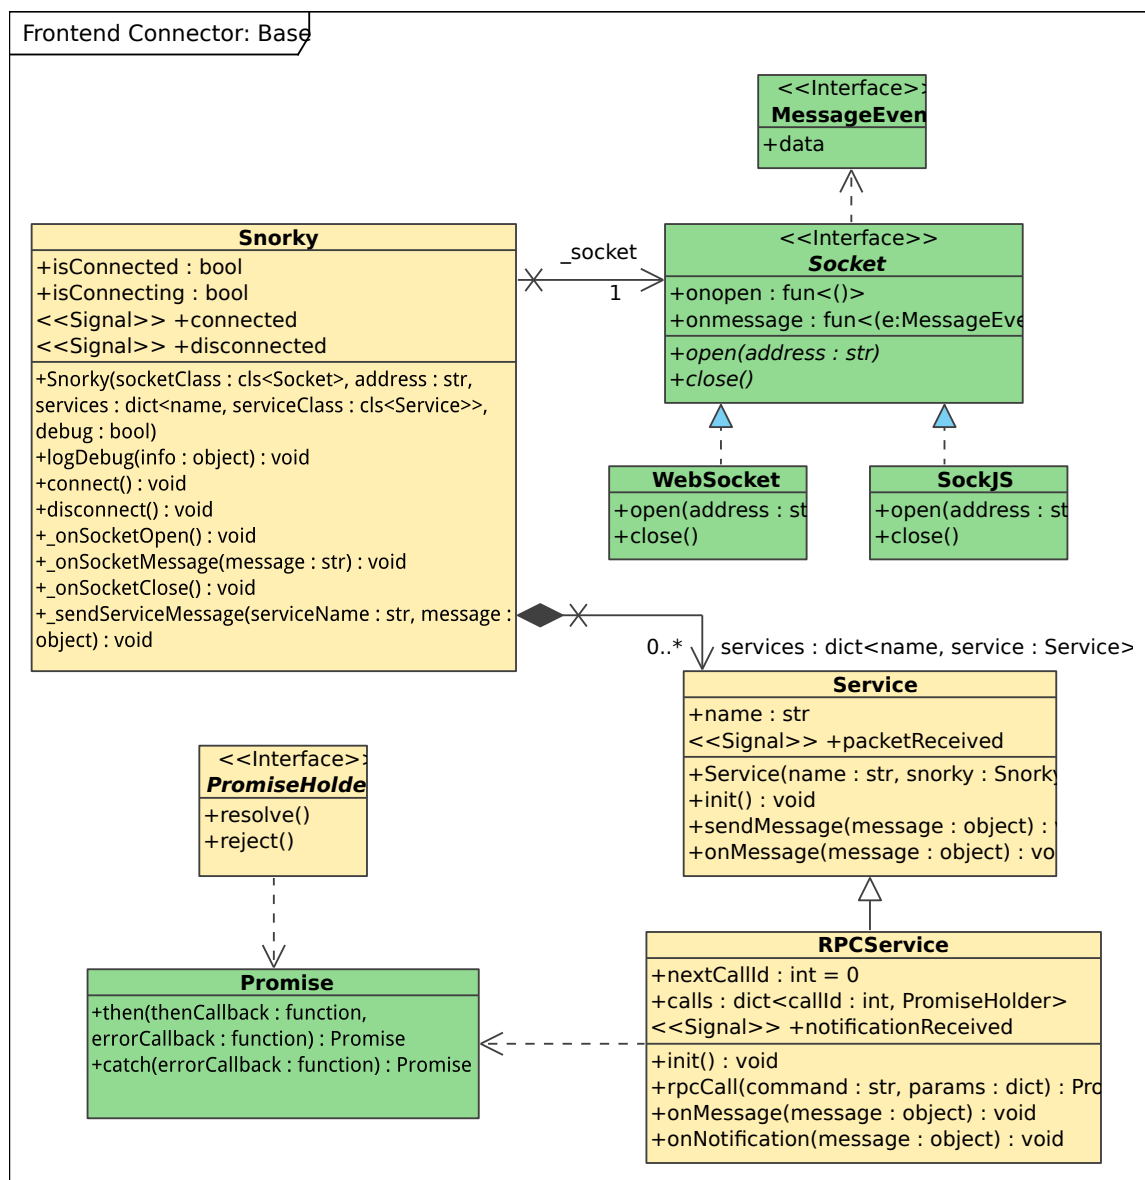 Frontend Connector: Base
<<Interface>>
MessageEven
+data
Snorky
+isConnected : bool
+isConnecting : bool
<<Signal>> +connected
<<Signal>> +disconnected
+Snorky(socketClass : cls<Socket>, address : str,
services : dict<name, serviceClass : cls<Service>>,
debug : bool)
+logDebug(info : object) : void
+connect() : void
+disconnect() : void
+_onSocketOpen() : void
+_onSocketMessage(message : str) : void
+_onSocketClose() : void
+_sendServiceMessage(serviceName : str, message :
object) : void
_socket
1
<<Interface>>
Socket
+onopen : fun<()>
+onmessage : fun<(e:MessageEve
+open(address : str)
+close()
WebSocket
+open(address : st
+close()
SockJS
+open(address : st
+close()
0..*
services : dict<name, service : Service>
Service
+name : str
<<Signal>> +packetReceived
+Service(name : str, snorky : Snorky
+init() : void
+sendMessage(message : object) :
+onMessage(message : object) : vo
<<Interface>>
PromiseHolde
+resolve()
+reject()
Promise
+then(thenCallback : function,
errorCallback : function) : Promise
+catch(errorCallback : function) : Promise
RPCService
+nextCallId : int = 0
+calls : dict<callId : int, PromiseHolder>
<<Signal>> +notificationReceived
+init() : void
+rpcCall(command : str, params : dict) : Pro
+onMessage(message : object) : void
+onNotification(message : object) : void